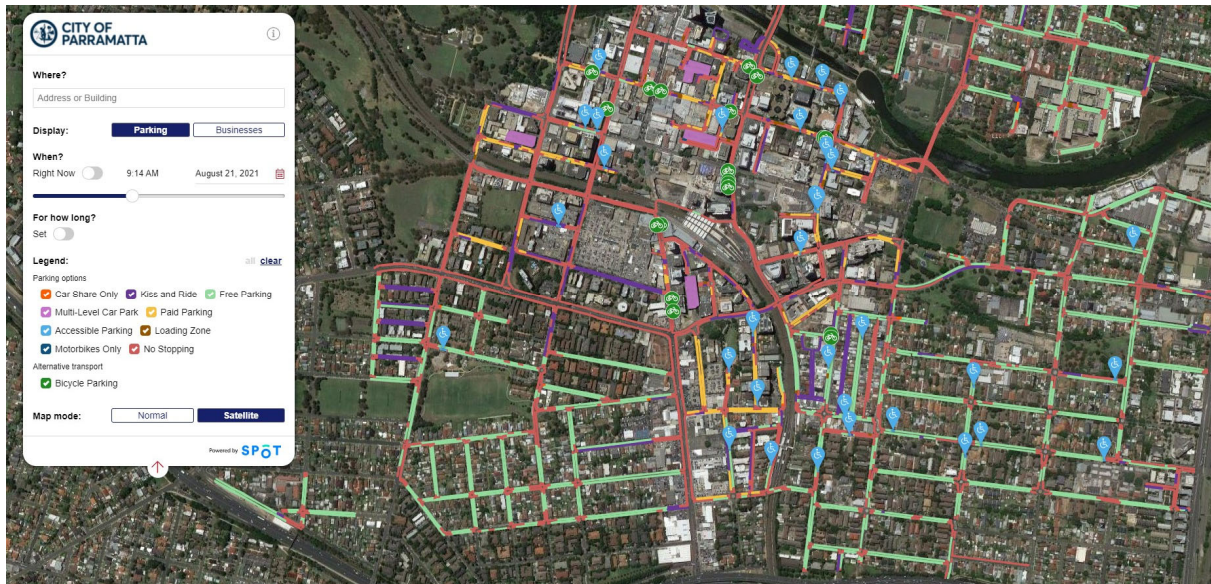 CITY OF
PARRAMATTA
Where?
Address or Building
Display: Parking Businesses
When?
Right Now 9:14 AM August 21, 2021
For how long?
Set
Legend: all clear
Parking options
Car Share Only Kiss and Ride Free Parking
Multi-Level Car Park Paid Parking
Accessible Parking Loading Zone
Motorbikes Only No Stopping
Alternative transport
Bicycle Parking
Map mode: Normal Satellite
Powered by SPŌT